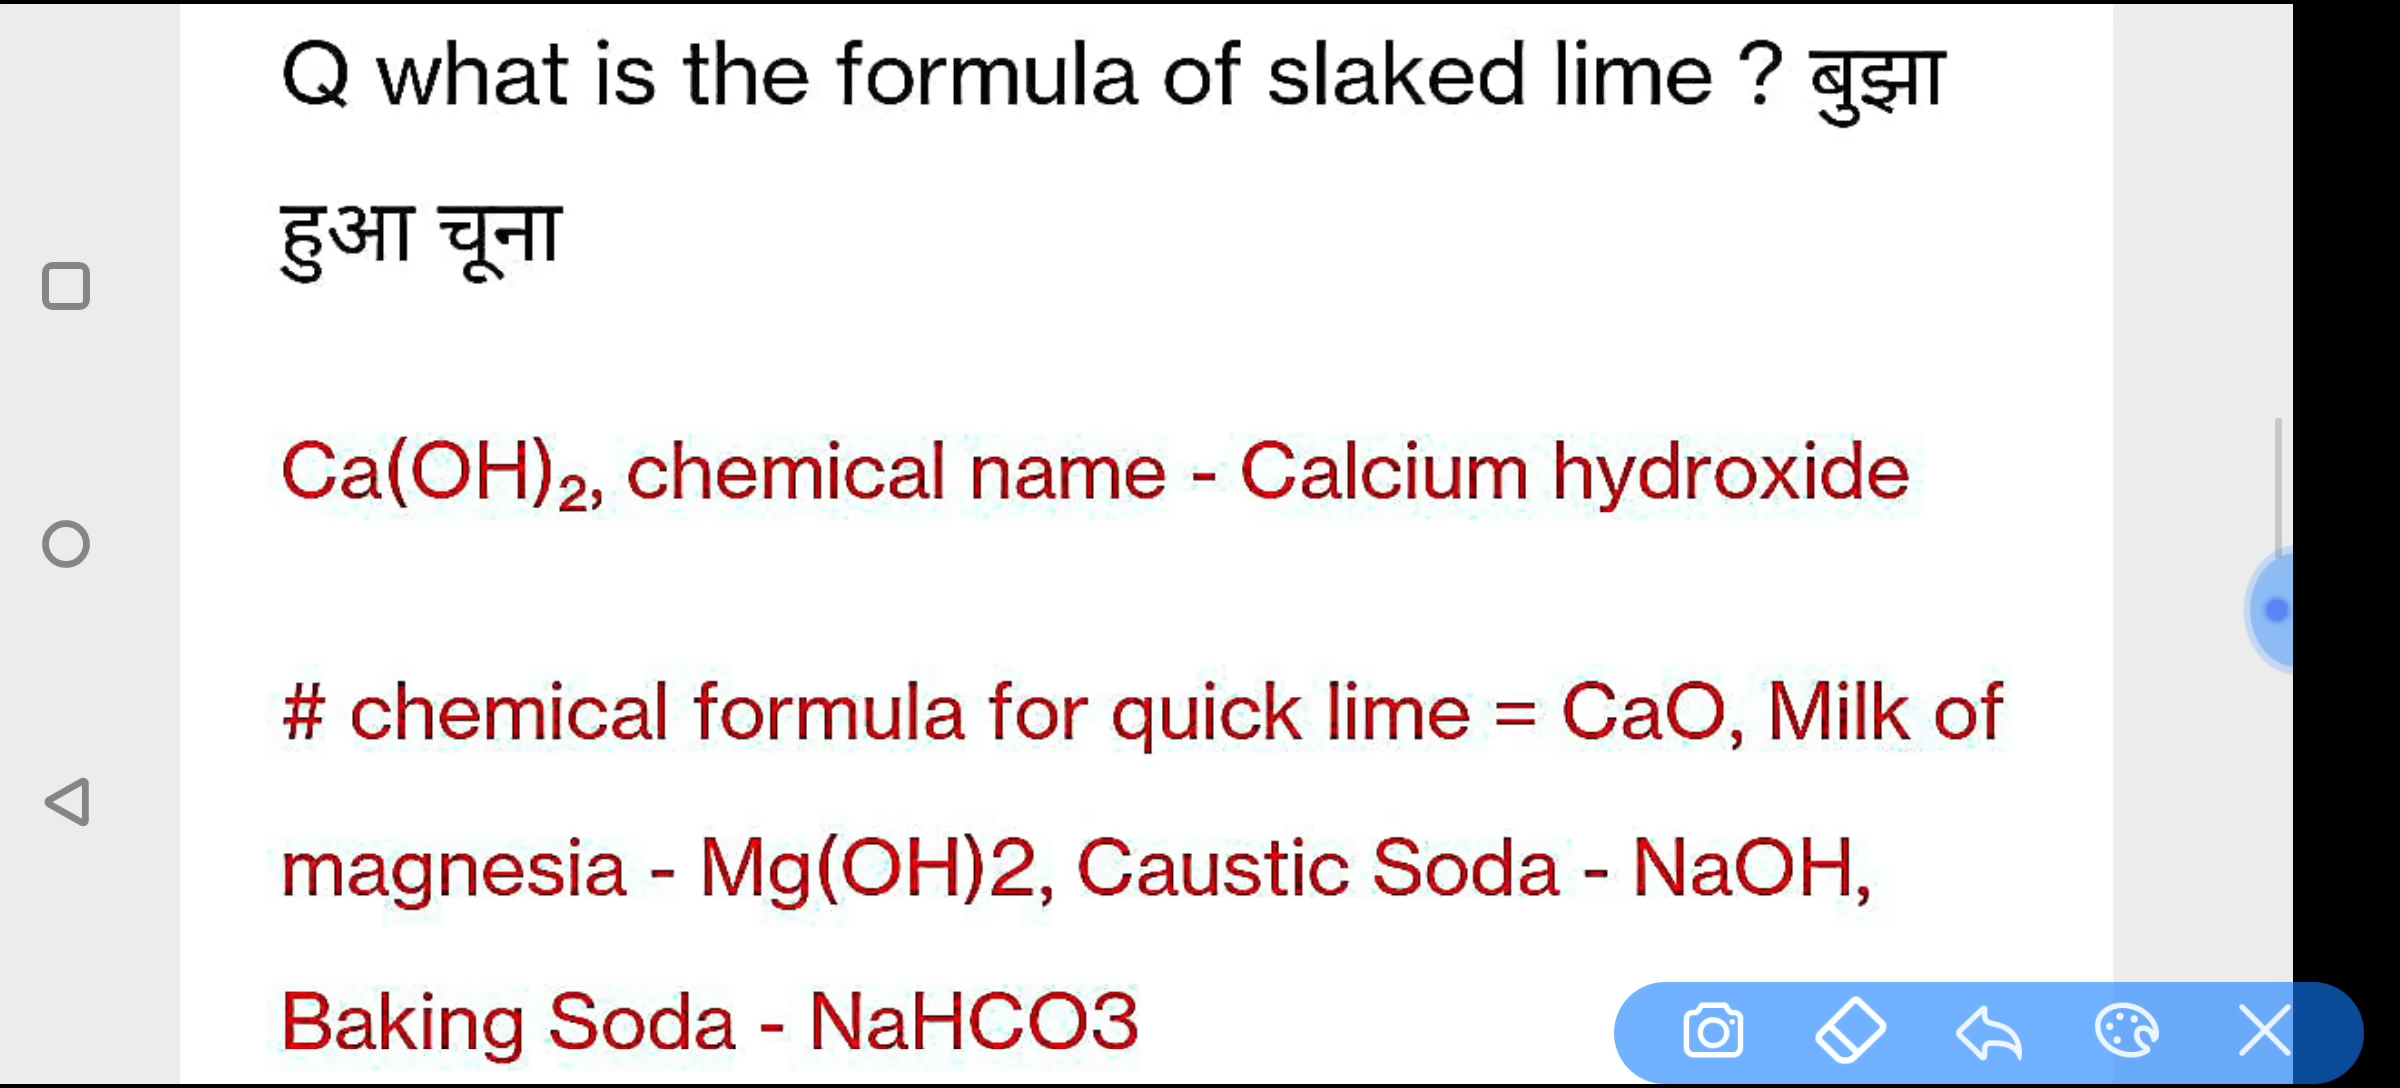 Q what is the formula of slaked lime ? बुझा
हुआ चूना
Ca(OH)₂, chemical name - Calcium hydroxide
# chemical formula for quick lime = CaO, Milk of
magnesia - Mg(OH)2, Caustic Soda - NaOH,
Baking Soda - NaHCO3